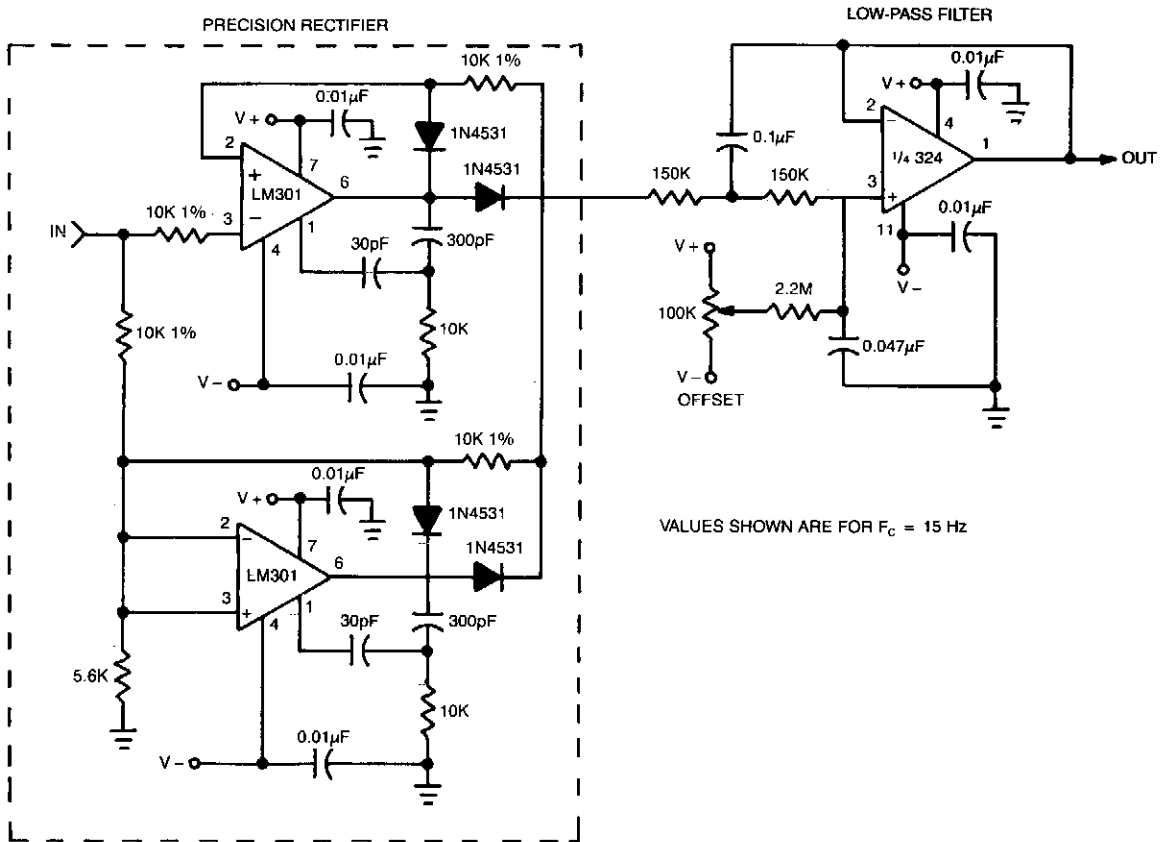 PRECISION RECTIFIER
LOW-PASS FILTER
10K 1%
0.01µF
V+
7
1N4531
1N4531
2
+
LM301
−
6
3
4
1
IN
10K 1%
30pF
300pF
10K 1%
10K
0.01µF
V−
10K 1%
0.01µF
V+
7
1N4531
1N4531
2
−
LM301
6
3
+
4
1
30pF
300pF
5.6K
10K
0.01µF
V−
0.01µF
V+
4
2
−
1/4 324
1
OUT
3
+
11
0.1µF
150K
150K
0.01µF
V−
V+
100K
2.2M
V−
OFFSET
0.047µF
VALUES SHOWN ARE FOR Fc = 15 Hz